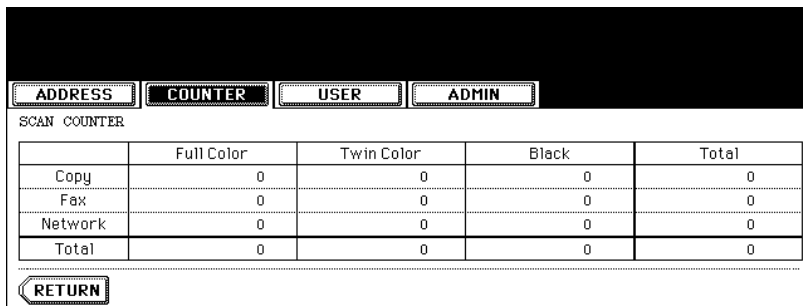 ADDRESS COUNTER USER ADMIN
SCAN COUNTER
Full Color Twin Color Black Total
Copy 0 0 0 0
Fax 0 0 0 0
Network 0 0 0 0
Total 0 0 0 0
RETURN